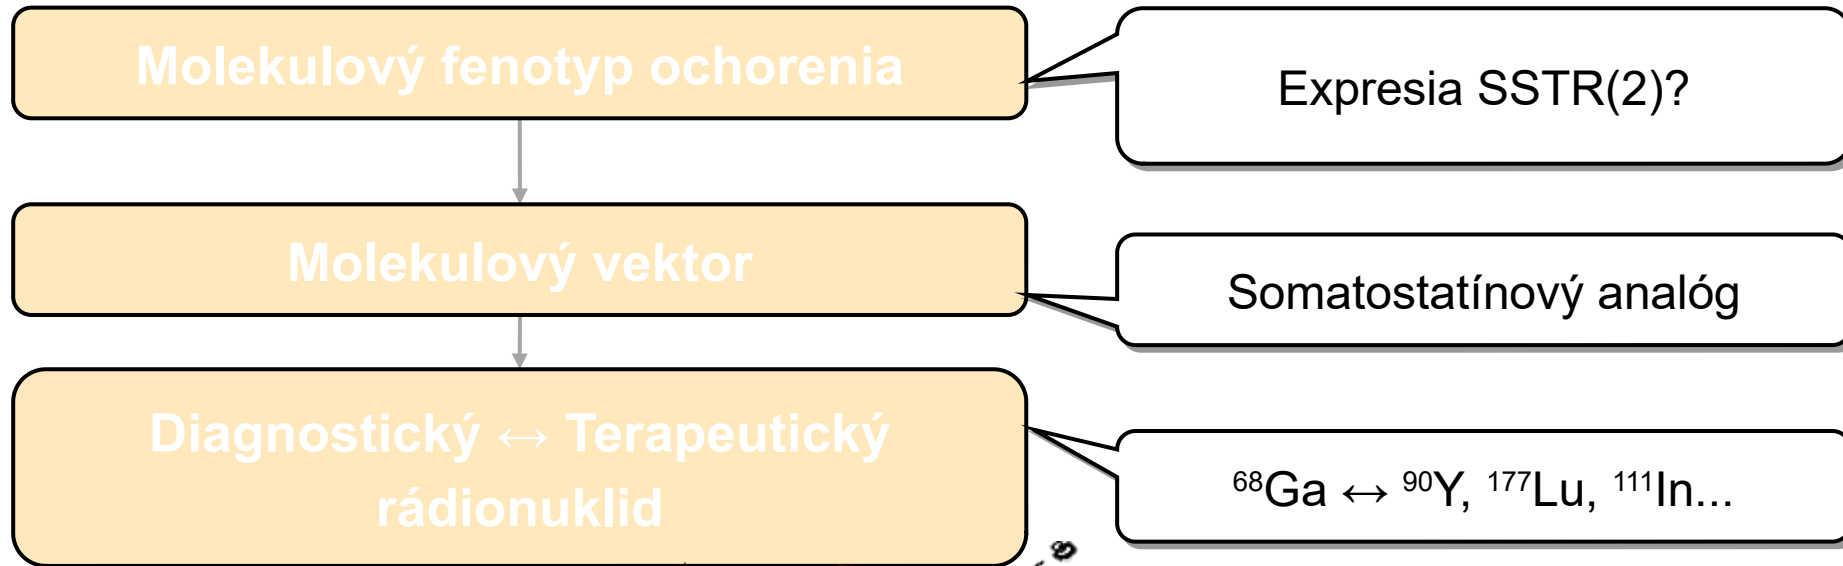 Molekulový fenotyp ochorenia
Expresia SSTR(2)?
Molekulový vektor
Somatostatínový analóg
Diagnostický ↔ Terapeutický
rádionuklid
⁶⁸Ga ↔ ⁹⁰Y, ¹⁷⁷Lu, ¹¹¹In...